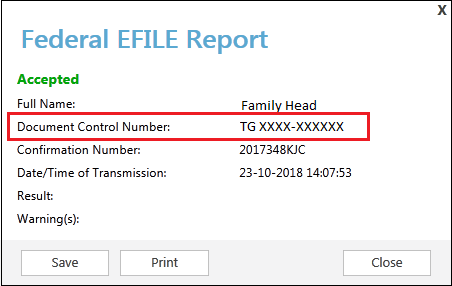 X
Federal EFILE Report
Accepted
Full Name: Family Head
Document Control Number: TG XXXX-XXXXXX
Confirmation Number: 2017348KJC
Date/Time of Transmission: 23-10-2018 14:07:53
Result:
Warning(s):
Save Print Close